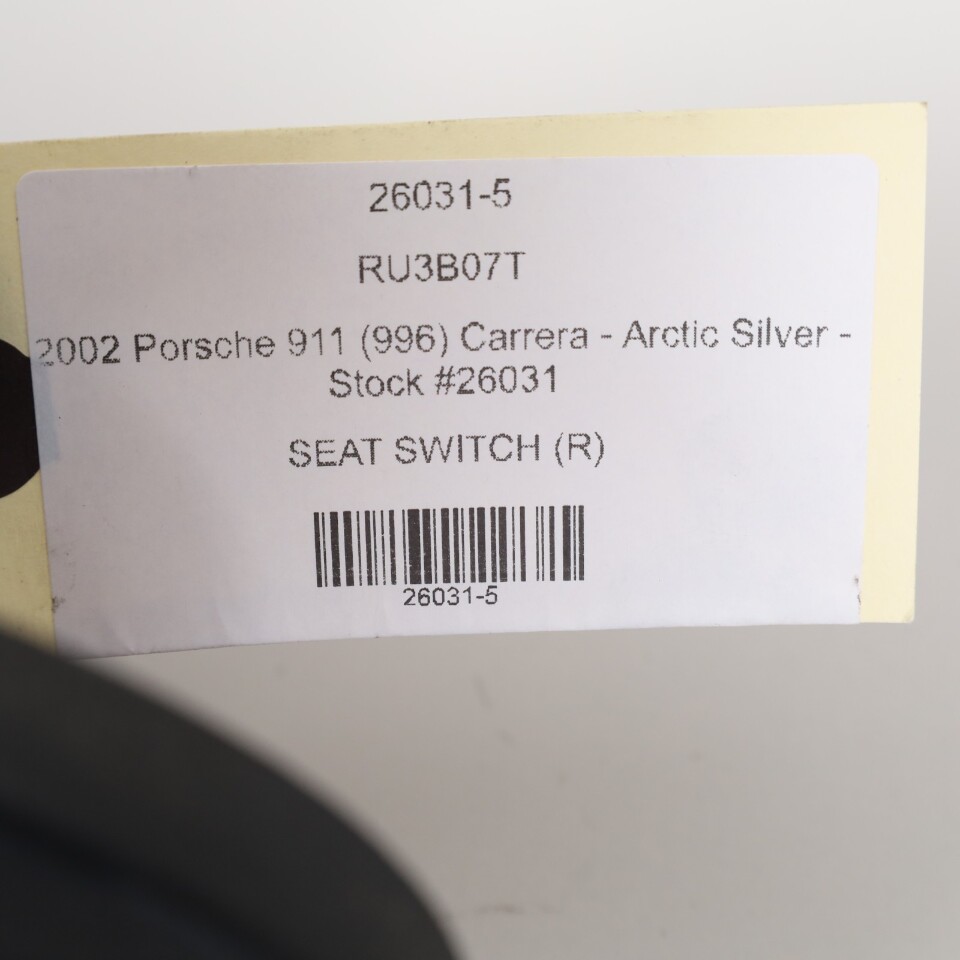 26031-5
RU3B07T
2002 Porsche 911 (996) Carrera - Arctic Silver -
Stock #26031
SEAT SWITCH (R)
26031-5